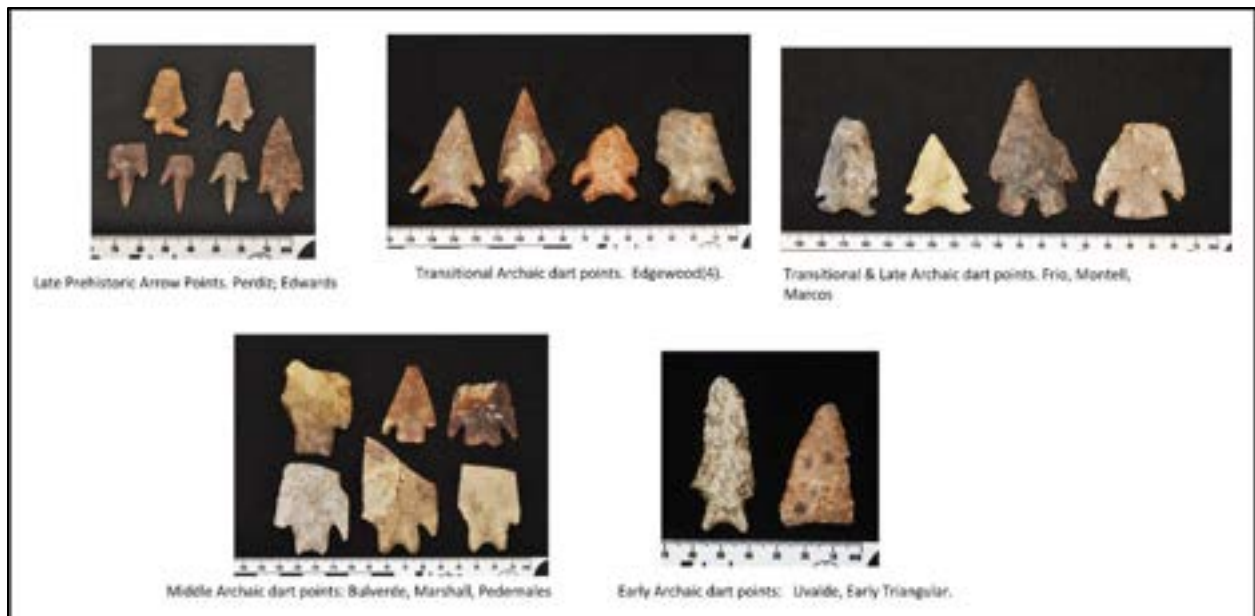 Late Prehistoric Arrow Points. Perdiz; Edwards
Transitional Archaic dart points. Edgewood(4).
Transitional & Late Archaic dart points. Frio, Montell,
Marcos
Middle Archaic dart points: Bulverde, Marshall, Pedernales
Early Archaic dart points: Uvalde, Early Triangular.